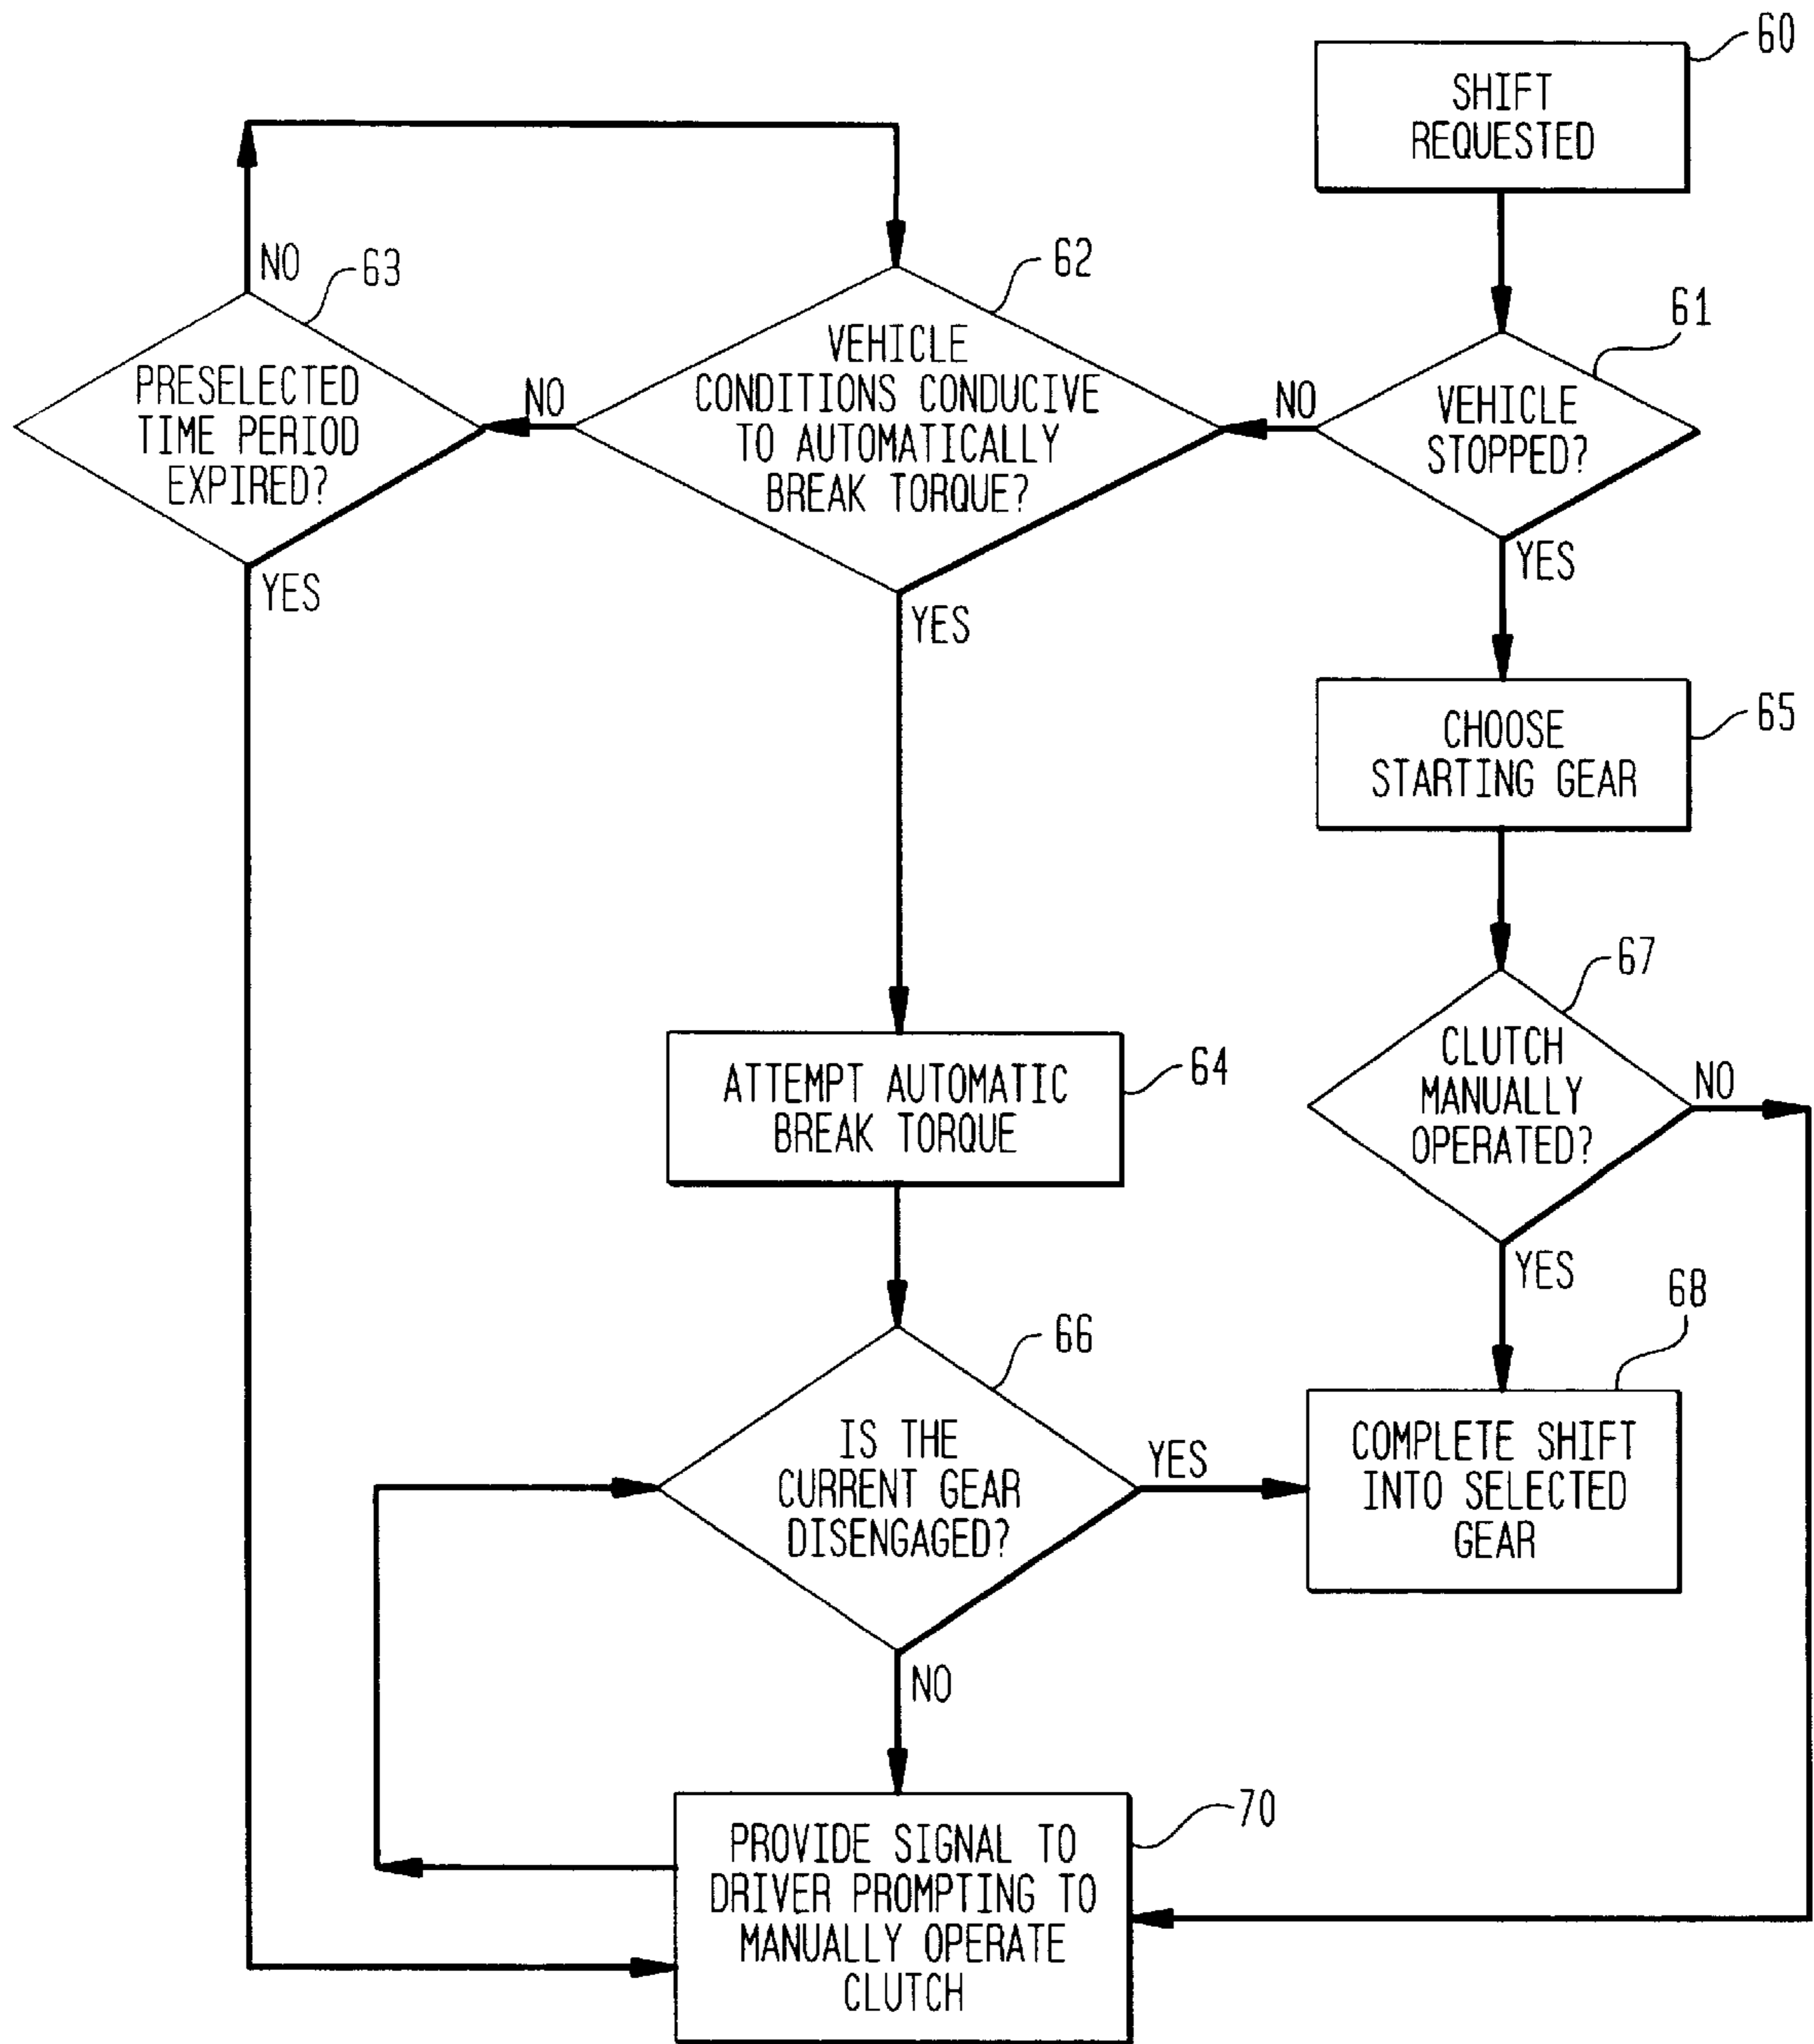 60
SHIFT
REQUESTED
61
VEHICLE
STOPPED?
NO
YES
62
VEHICLE
CONDITIONS CONDUCIVE
TO AUTOMATICALLY
BREAK TORQUE?
NO
YES
63
PRESELECTED
TIME PERIOD
EXPIRED?
NO
YES
65
CHOOSE
STARTING GEAR
67
CLUTCH
MANUALLY
OPERATED?
NO
YES
64
ATTEMPT AUTOMATIC
BREAK TORQUE
66
IS THE
CURRENT GEAR
DISENGAGED?
YES
NO
68
COMPLETE SHIFT
INTO SELECTED
GEAR
70
PROVIDE SIGNAL TO
DRIVER PROMPTING TO
MANUALLY OPERATE
CLUTCH